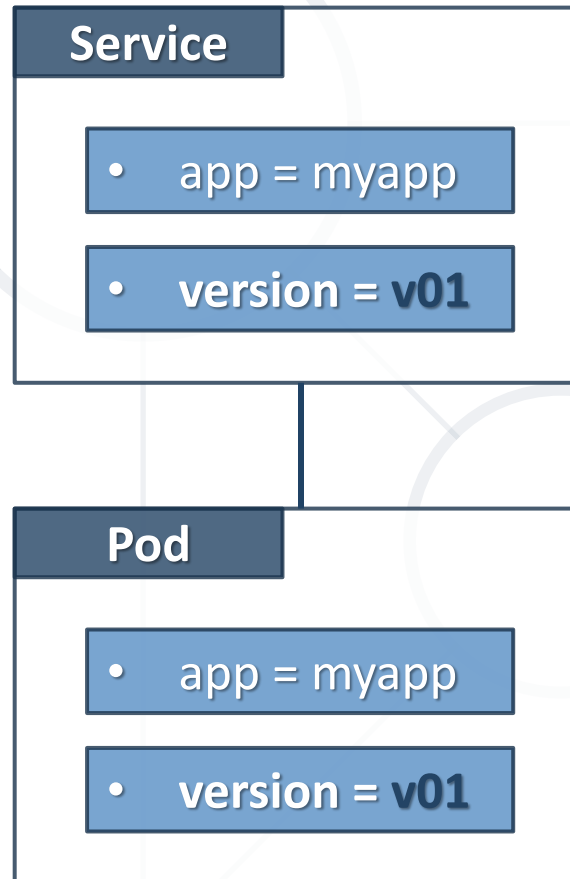 Service
• app = myapp
• version = v01
Pod
• app = myapp
• version = v01